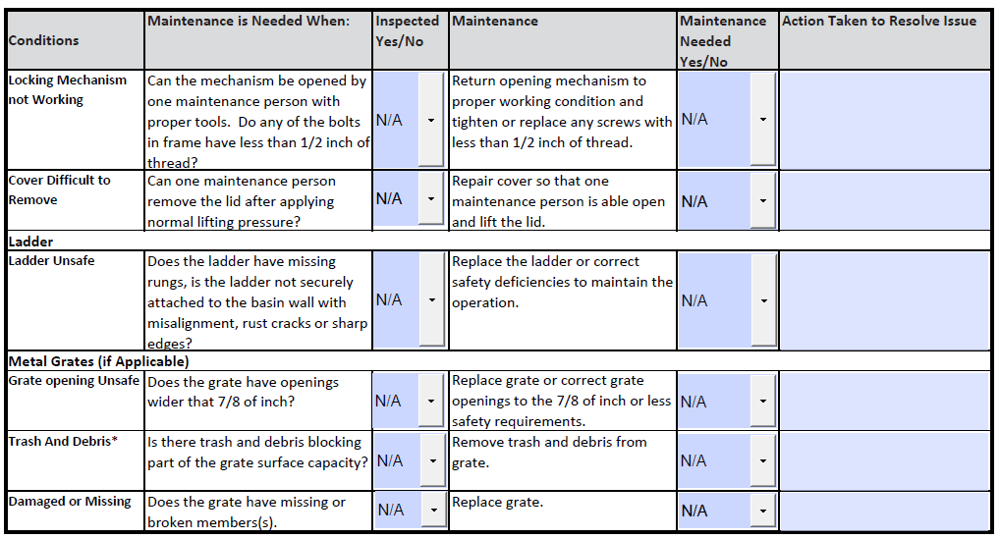 Conditions
Maintenance is Needed When:
Inspected
Yes/No
Maintenance
Maintenance
Needed
Yes/No
Action Taken to Resolve Issue
Locking Mechanism
not Working
Can the mechanism be opened by
one maintenance person with
proper tools. Do any of the bolts
in frame have less than 1/2 inch of
thread?
N/A
Return opening mechanism to
proper working condition and
tighten or replace any screws with
less than 1/2 inch of thread.
N/A
Cover Difficult to
Remove
Can one maintenance person
remove the lid after applying
normal lifting pressure?
N/A
Repair cover so that one
maintenance person is able open
and lift the lid.
N/A
Ladder
Ladder Unsafe
Does the ladder have missing
rungs, is the ladder not securely
attached to the basin wall with
misalignment, rust cracks or sharp
edges?
N/A
Replace the ladder or correct
safety deficiencies to maintain the
operation.
N/A
Metal Grates (if Applicable)
Grate opening Unsafe
Does the grate have openings
wider that 7/8 of inch?
N/A
Replace grate or correct grate
openings to the 7/8 of inch or less
safety requirements.
N/A
Trash And Debris*
Is there trash and debris blocking
part of the grate surface capacity?
N/A
Remove trash and debris from
grate.
N/A
Damaged or Missing
Does the grate have missing or
broken members(s).
N/A
Replace grate.
N/A